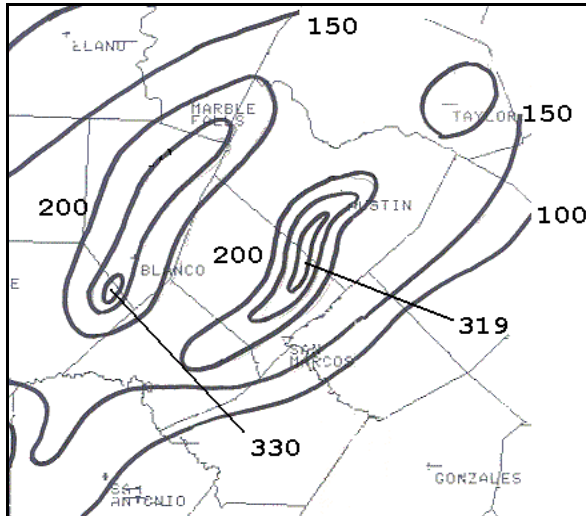 150
LLANO
MARBLE
FALLS
TAYLOR
150
200
AUSTIN
100
200
BLANCO
E
319
SAN
MARCOS
330
GONZALES
SAN
ANTONIO